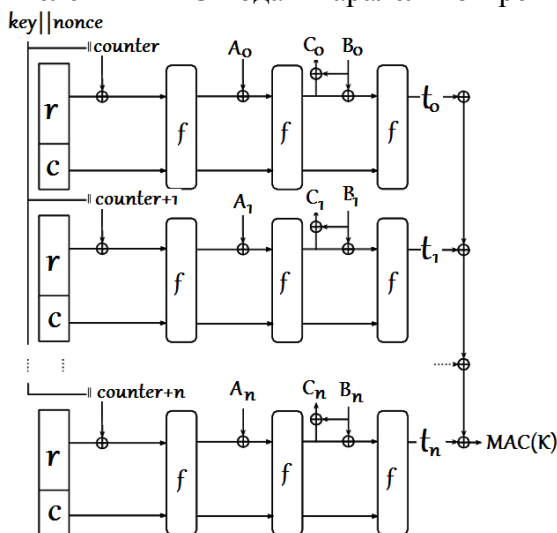 key||nonce
|| counter
A₀
C₀
B₀
r
c
f
f
f
t₀
|| counter+1
A₁
C₁
B₁
r
c
f
f
f
t₁
|| counter+n
Aₙ
Cₙ
Bₙ
r
c
f
f
f
tₙ
MAC(K)